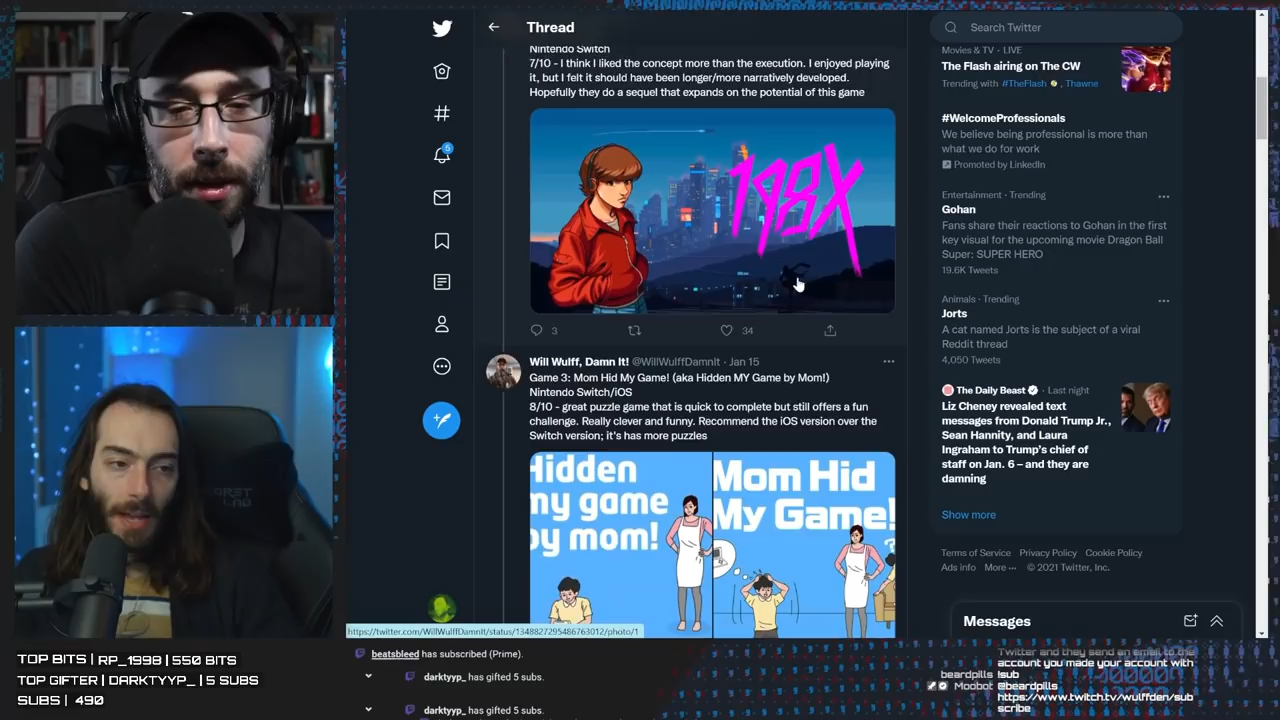 Thread
Nintendo Switch
7/10 - I think I liked the concept more than the execution. I enjoyed playing
it, but I felt it should have been longer/more narratively developed.
Hopefully they do a sequel that expands on the potential of this game
198X
3
34
Will Wulff, Damn It! @WillWulffDamnIt · Jan 15
Game 3: Mom Hid My Game! (aka Hidden MY Game by Mom!)
Nintendo Switch/iOS
8/10 - great puzzle game that is quick to complete but still offers a fun
challenge. Really clever and funny. Recommend the iOS version over the
Switch version; it's has more puzzles
Hidden
my game
by mom!
Mom Hid
My Game!
5
https://twitter.com/WillWulffDamnIt/status/1348827295486763012/photo/1
Search Twitter
Movies & TV · LIVE
The Flash airing on The CW
Trending with #TheFlash , Thawne
#WelcomeProfessionals
We believe being professional is more than
what we do for work
Promoted by LinkedIn
Entertainment · Trending
Gohan
Fans share their reactions to Gohan in the first
key visual for the upcoming movie Dragon Ball
Super: SUPER HERO
19.6K Tweets
Animals · Trending
Jorts
A cat named Jorts is the subject of a viral
Reddit thread
4,050 Tweets
The Daily Beast · Last night
Liz Cheney revealed text
messages from Donald Trump Jr.,
Sean Hannity, and Laura
Ingraham to Trump's chief of
staff on Jan. 6 – and they are
damning
Show more
Terms of Service Privacy Policy Cookie Policy
Ads info More ··· © 2021 Twitter, Inc.
Messages
TOP BITS | RP_1998 | 550 BITS
TOP GIFTER | DARKTYYP_ | 5 SUBS
SUBS | 490
beatsbleed has subscribed (Prime).
darktyyp_ has gifted 5 subs.
darktyyp_ has gifted 5 subs.
Twitter and they send an email to the
account you made your account with
beardpills !sub
Moobot @beardpills
https://www.twitch.tv/wulffden/sub
scribe